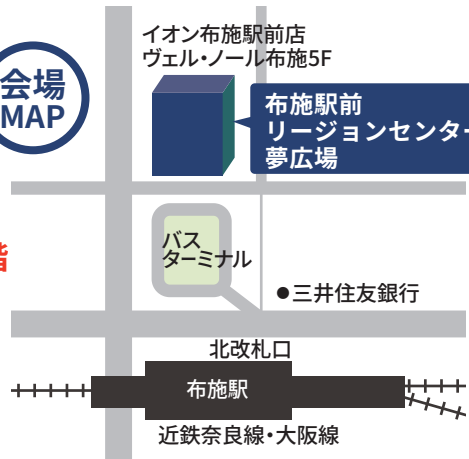 会場
MAP
イオン布施駅前店
ヴェル・ノール布施5F
布施駅前
リージョンセンター
夢広場
階
バス
ターミナル
●三井住友銀行
北改札口
布施駅
近鉄奈良線・大阪線